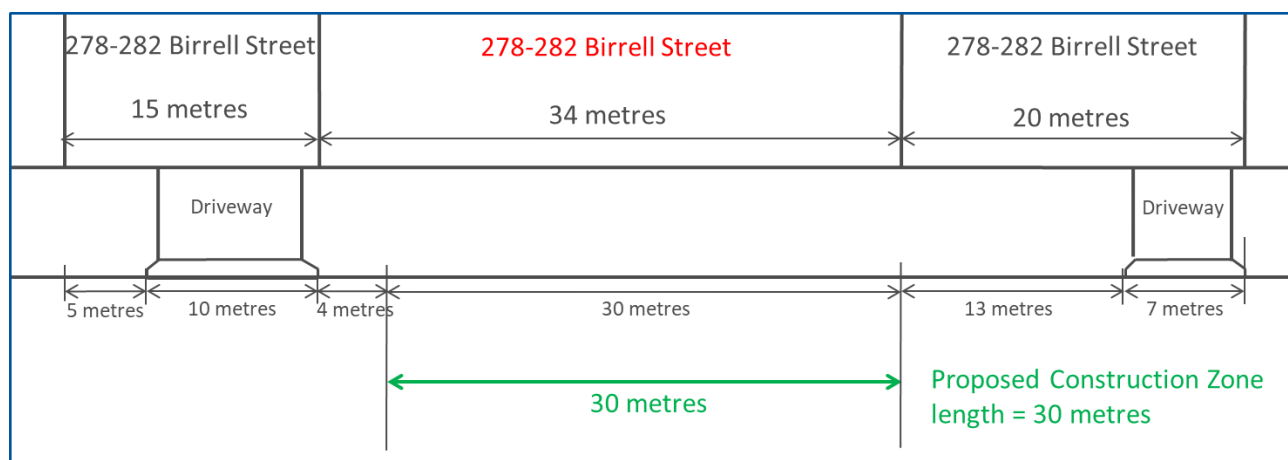 278-282 Birrell Street
278-282 Birrell Street
278-282 Birrell Street
15 metres
34 metres
20 metres
Driveway
Driveway
5 metres
10 metres
4 metres
30 metres
13 metres
7 metres
30 metres
Proposed Construction Zone
length = 30 metres